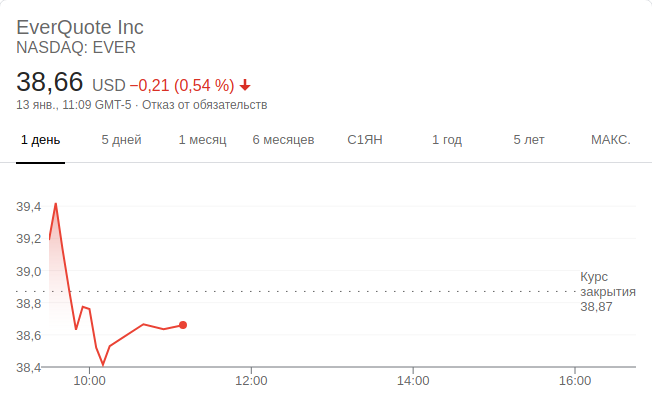 EverQuote Inc
NASDAQ: EVER
38,66 USD −0,21 (0,54 %)
13 янв., 11:09 GMT-5 · Отказ от обязательств
1 день 5 дней 1 месяц 6 месяцев С1ЯН 1 год 5 лет МАКС.
39,4
39,2
39,0
38,8
38,6
38,4
Курс
закрытия
38,87
10:00 12:00 14:00 16:00